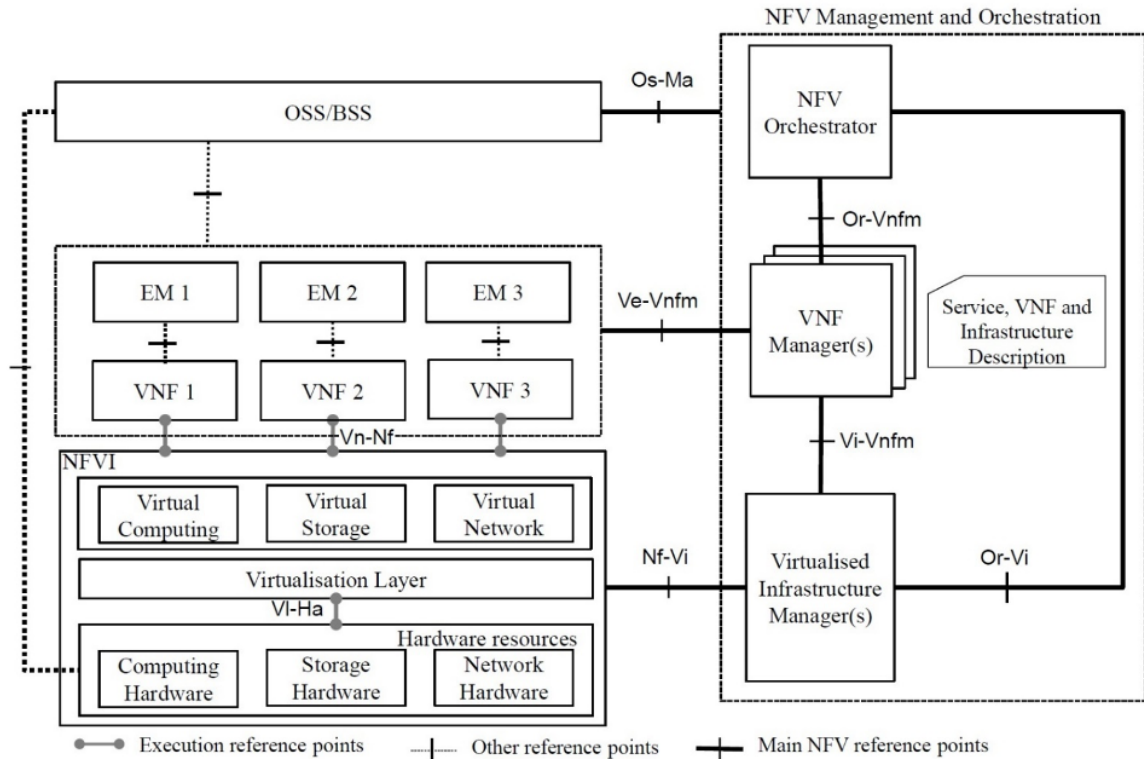 NFV Management and Orchestration
Os-Ma
OSS/BSS
NFV
Orchestrator
Or-Vnfm
EM 1
EM 2
EM 3
Ve-Vnfm
VNF
Manager(s)
Service, VNF and
Infrastructure
Description
VNF 1
VNF 2
VNF 3
Vn-Nf
Vi-Vnfm
NFVI
Virtual
Computing
Virtual
Storage
Virtual
Network
Nf-Vi
Virtualised
Infrastructure
Manager(s)
Or-Vi
Virtualisation Layer
Vl-Ha
Hardware resources
Computing
Hardware
Storage
Hardware
Network
Hardware
Execution reference points
Other reference points
Main NFV reference points